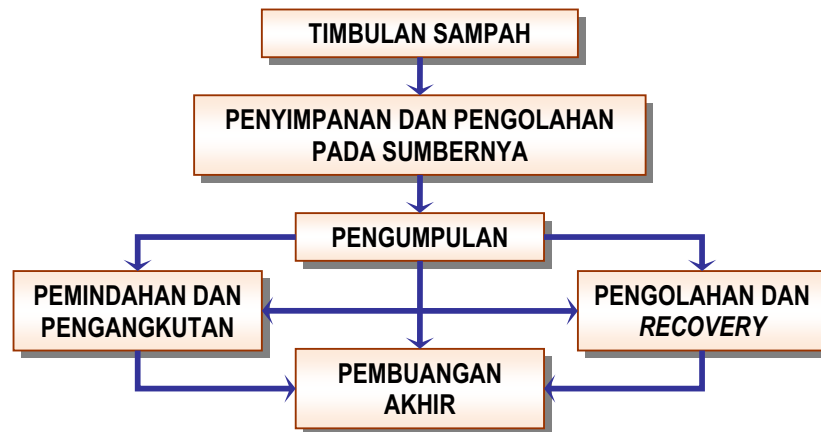 TIMBULAN SAMPAH
PENYIMPANAN DAN PENGOLAHAN
PADA SUMBERNYA
PENGUMPULAN
PEMINDAHAN DAN
PENGANGKUTAN
PENGOLAHAN DAN
RECOVERY
PEMBUANGAN
AKHIR